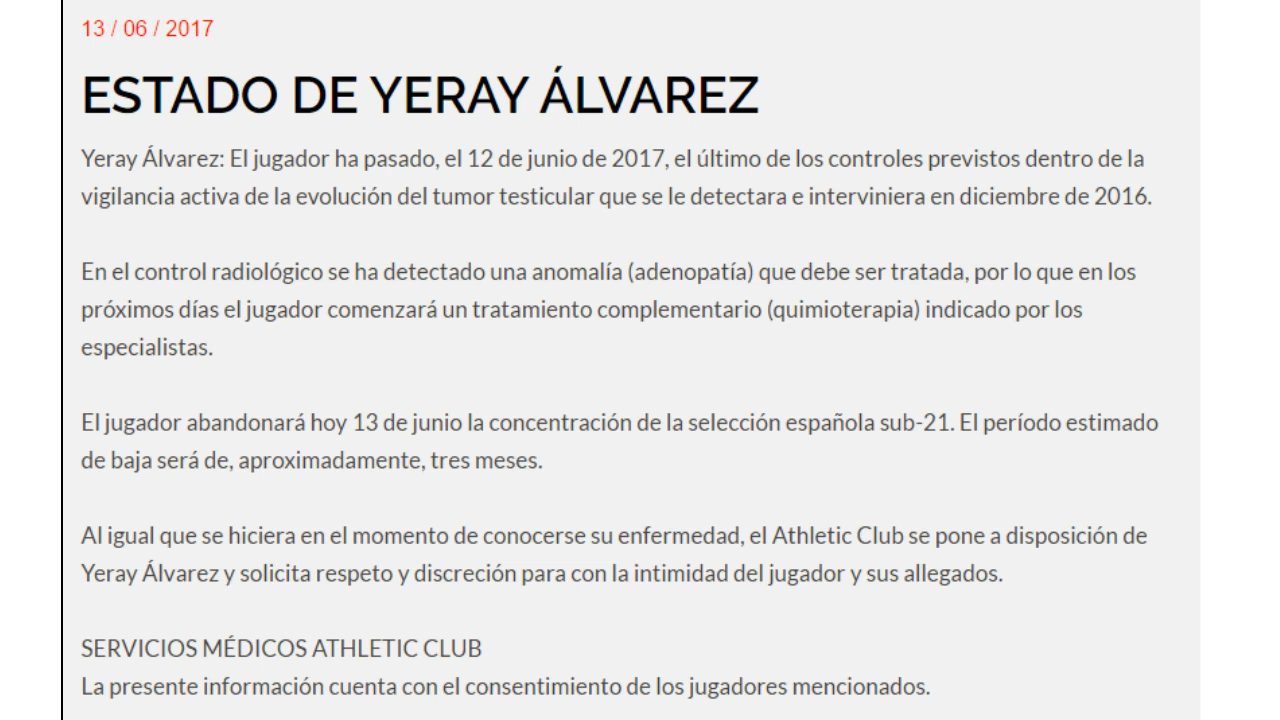 13 / 06 / 2017
ESTADO DE YERAY ÁLVAREZ
Yeray Álvarez: El jugador ha pasado, el 12 de junio de 2017, el último de los controles previstos dentro de la
vigilancia activa de la evolución del tumor testicular que se le detectara e interviniera en diciembre de 2016.
En el control radiológico se ha detectado una anomalía (adenopatía) que debe ser tratada, por lo que en los
próximos días el jugador comenzará un tratamiento complementario (quimioterapia) indicado por los
especialistas.
El jugador abandonará hoy 13 de junio la concentración de la selección española sub-21. El período estimado
de baja será de, aproximadamente, tres meses.
Al igual que se hiciera en el momento de conocerse su enfermedad, el Athletic Club se pone a disposición de
Yeray Álvarez y solicita respeto y discreción para con la intimidad del jugador y sus allegados.
SERVICIOS MÉDICOS ATHLETIC CLUB
La presente información cuenta con el consentimiento de los jugadores mencionados.